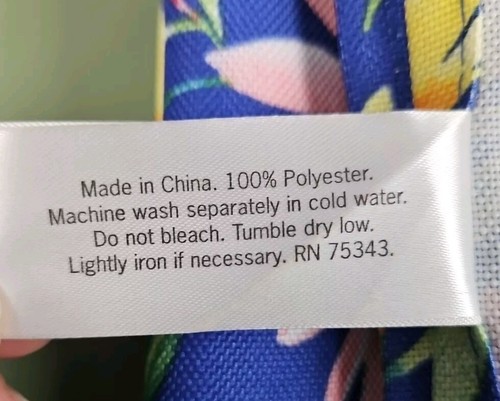 Made in China. 100% Polyester.
Machine wash separately in cold water.
Do not bleach. Tumble dry low.
Lightly iron if necessary. RN 75343.